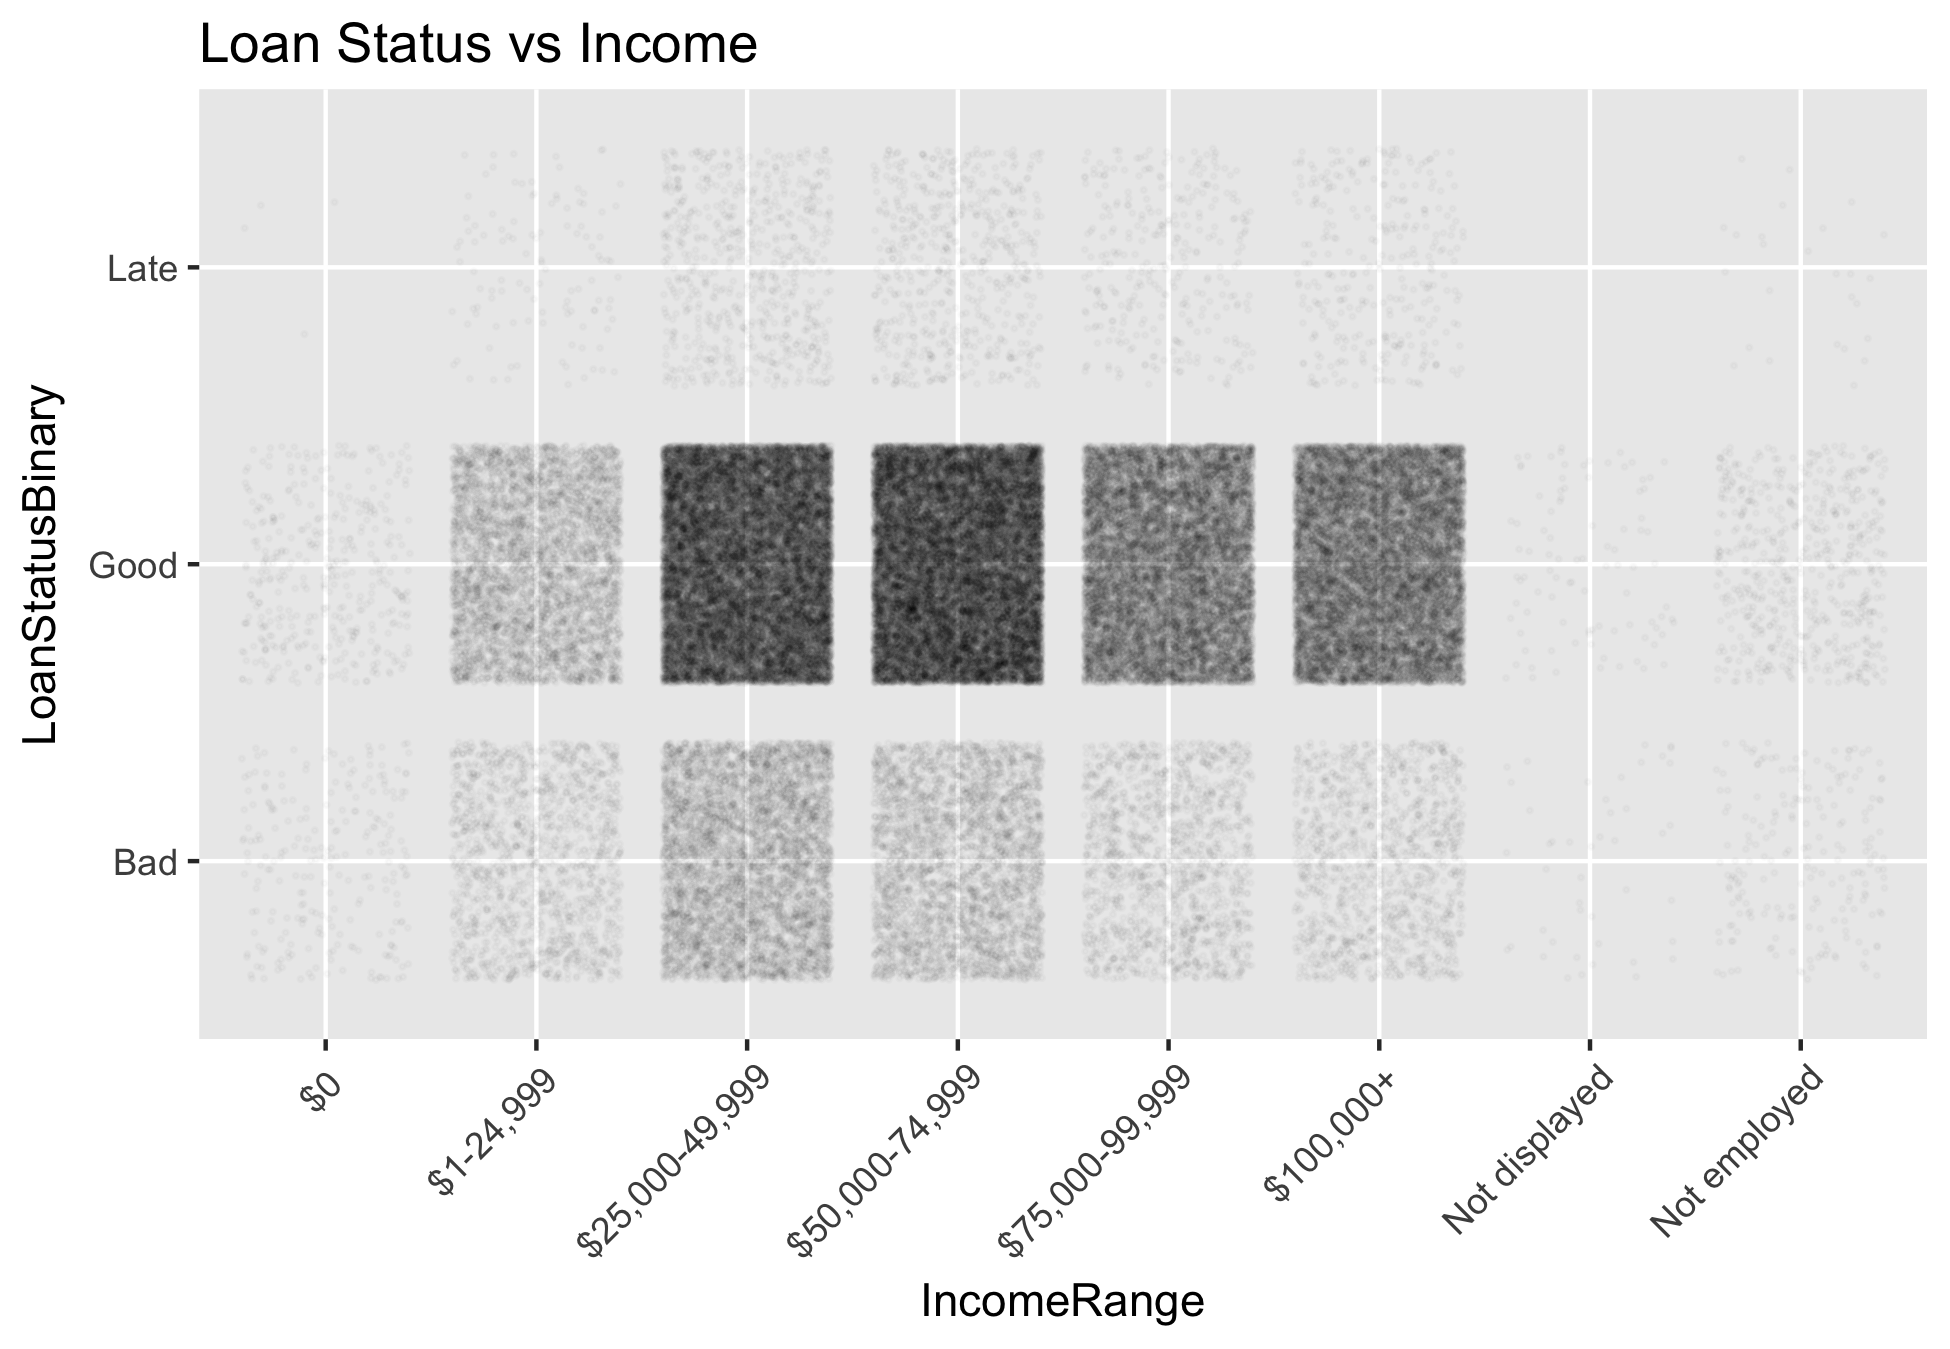 Loan Status vs Income
LoanStatusBinary
Late
Good
Bad
$0
$1-24,999
$25,000-49,999
$50,000-74,999
$75,000-99,999
$100,000+
Not displayed
Not employed
IncomeRange